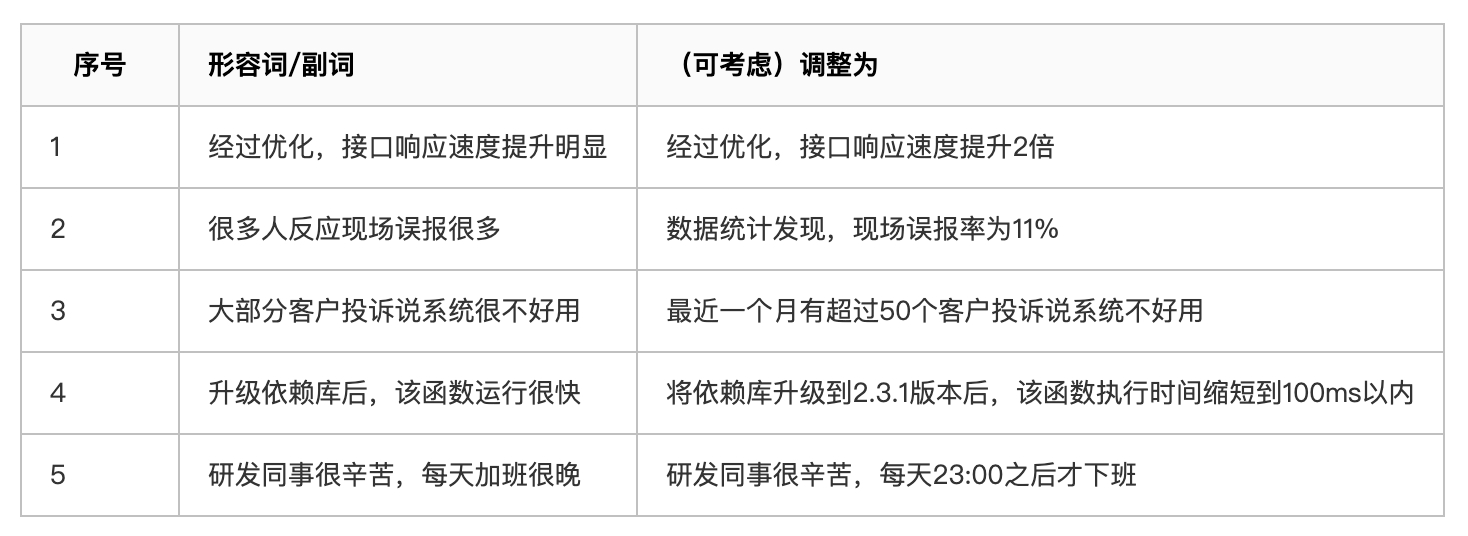 序号 形容词/副词 （可考虑）调整为
1 经过优化，接口响应速度提升明显 经过优化，接口响应速度提升2倍
2 很多人反应现场误报很多 数据统计发现，现场误报率为11%
3 大部分客户投诉说系统很不好用 最近一个月有超过50个客户投诉说系统不好用
4 升级依赖库后，该函数运行很快 将依赖库升级到2.3.1版本后，该函数执行时间缩短到100ms以内
5 研发同事很辛苦，每天加班很晚 研发同事很辛苦，每天23:00之后才下班